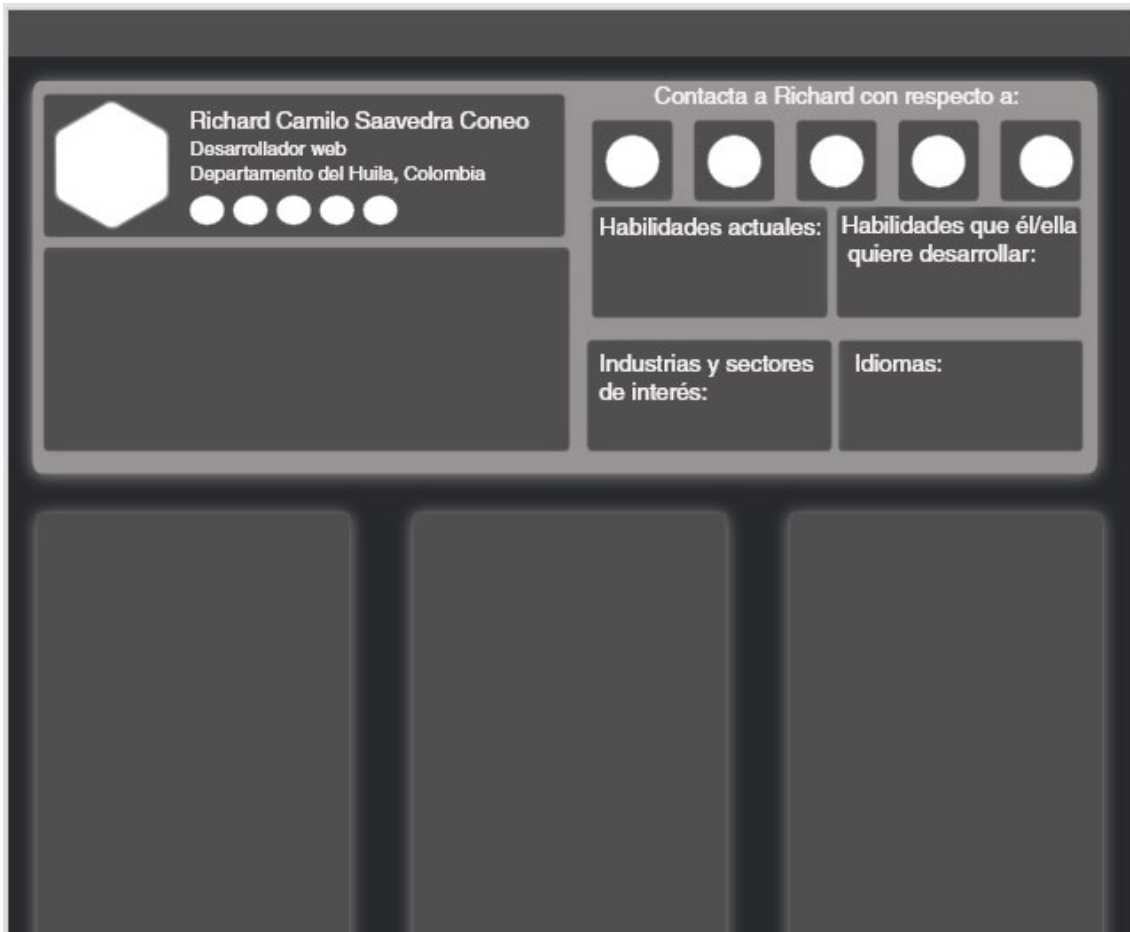 Richard Camilo Saavedra Coneo
Desarrollador web
Departamento del Huila, Colombia
Contacta a Richard con respecto a:
Habilidades actuales:
Habilidades que él/ella
quiere desarrollar:
Industrias y sectores
de interés:
Idiomas: